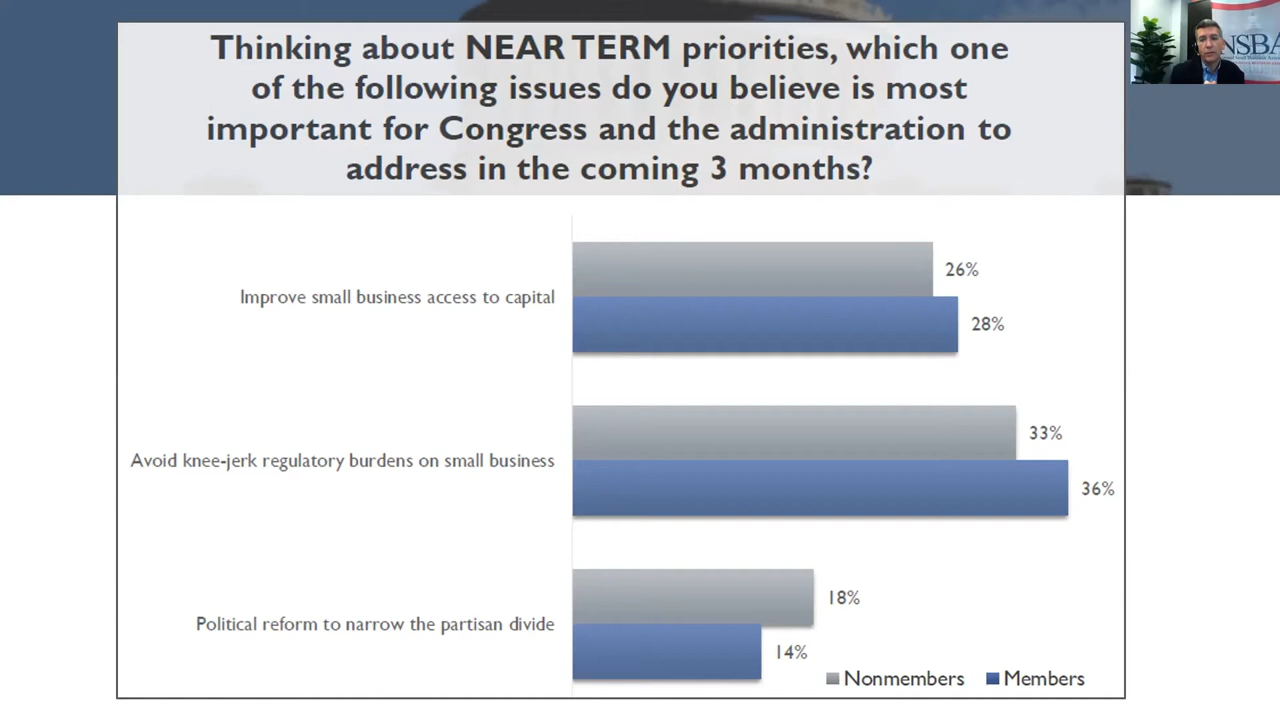 Thinking about NEAR TERM priorities, which one
of the following issues do you believe is most
important for Congress and the administration to
address in the coming 3 months?
NSBA
26%
Improve small business access to capital
28%
33%
Avoid knee-jerk regulatory burdens on small business
36%
18%
Political reform to narrow the partisan divide
14%
Nonmembers Members